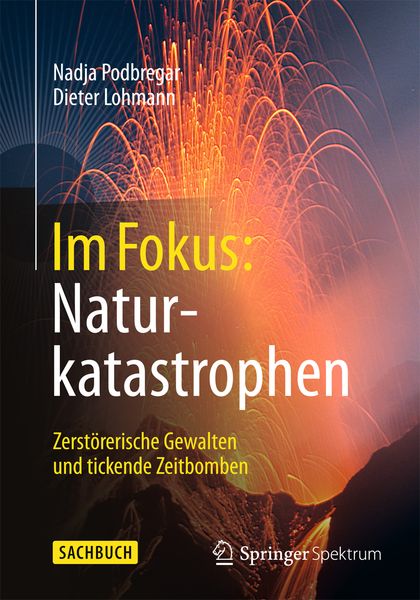 Nadja Podbregar
Dieter Lohmann
Im Fokus:
Natur-
katastrophen
Zerstörerische Gewalten
und tickende Zeitbomben
SACHBUCH
Springer Spektrum